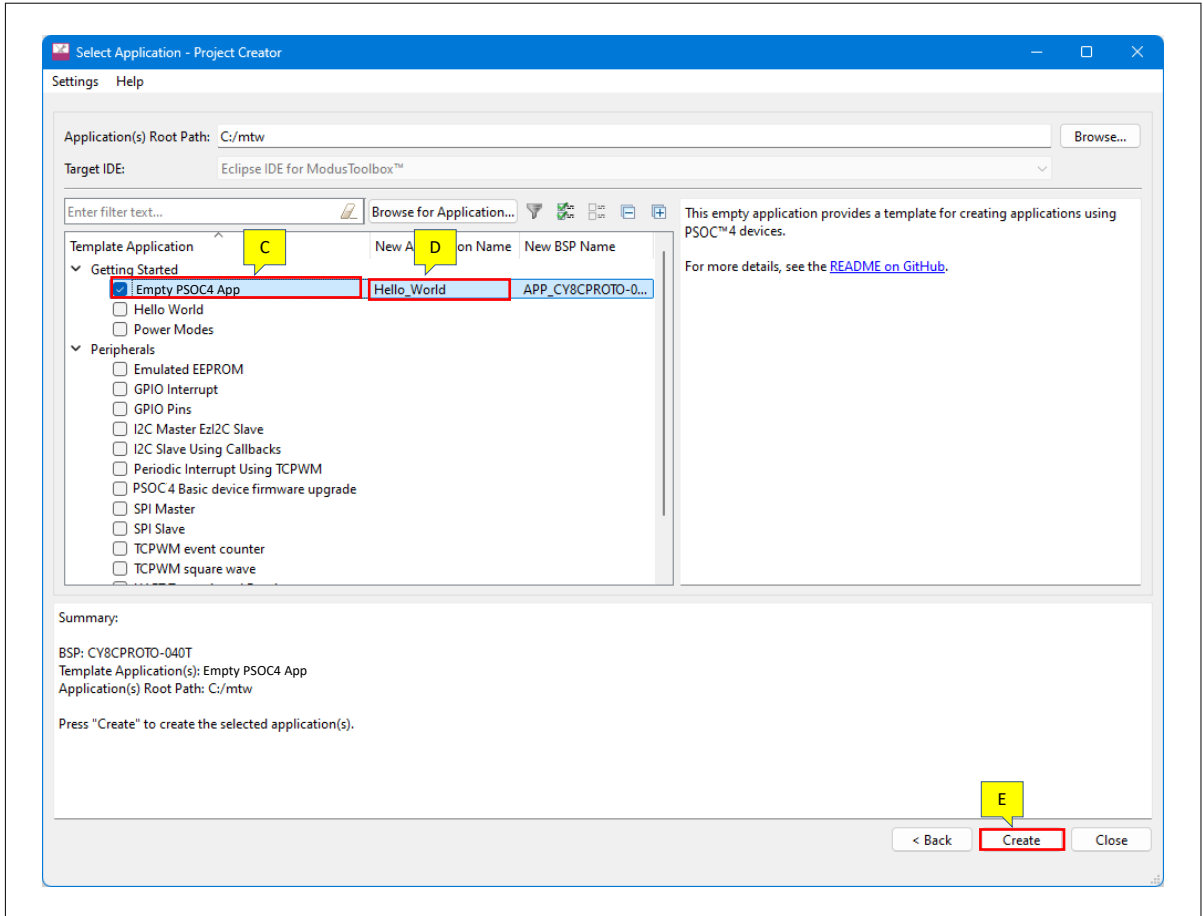 Select Application - Project Creator
Settings Help
Application(s) Root Path: C:/mtw Browse...
Target IDE: Eclipse IDE for ModusToolbox™
Enter filter text... Browse for Application...
Template Application C New A D on Name New BSP Name
Getting Started
Empty PSOC4 App Hello_World APP_CY8CPROTO-0...
Hello World
Power Modes
Peripherals
Emulated EEPROM
GPIO Interrupt
GPIO Pins
I2C Master EzI2C Slave
I2C Slave Using Callbacks
Periodic Interrupt Using TCPWM
PSOC 4 Basic device firmware upgrade
SPI Master
SPI Slave
TCPWM event counter
TCPWM square wave
This empty application provides a template for creating applications using
PSOC™ 4 devices.
For more details, see the README on GitHub.
Summary:
BSP: CY8CPROTO-040T
Template Application(s): Empty PSOC4 App
Application(s) Root Path: C:/mtw
Press "Create" to create the selected application(s).
E
< Back Create Close